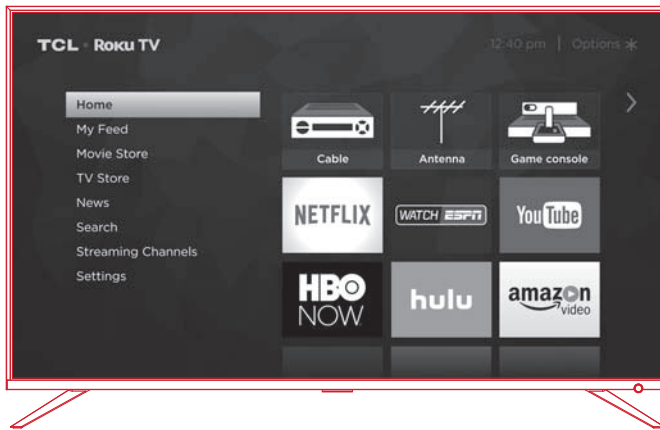 TCL Roku TV
12:40 pm | Options
Home
My Feed
Movie Store
TV Store
News
Search
Streaming Channels
Settings
Cable
Antenna
Game console
NETFLIX
WATCH ESPN
YouTube
HBO
NOW
hulu
amazon
video